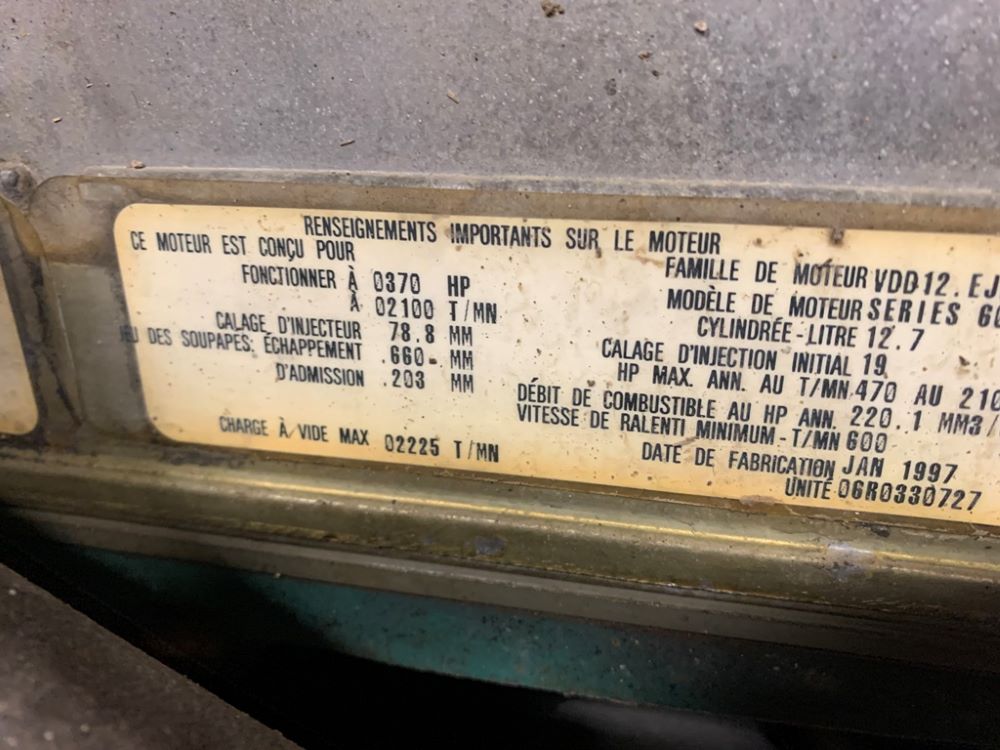 RENSEIGNEMENTS IMPORTANTS SUR LE MOTEUR
CE MOTEUR EST CONÇU POUR
FONCTIONNER À 0370 HP
À 02100 T/MN
CALAGE D'INJECTEUR 78.8 MM
DES SOUPAPES: ÉCHAPPEMENT .660 MM
D'ADMISSION .203 MM
CHARGE À VIDE MAX 02225 T/MN
FAMILLE DE MOTEUR VDD12.EJ
MODÈLE DE MOTEUR SERIES
CYLINDRÉE-LITRE 12.7
CALAGE D'INJECTION INITIAL 19
HP MAX. ANN. AU T/MN 470 AU
DÉBIT DE COMBUSTIBLE AU HP ANN. 220.1 MM3/
VITESSE DE RALENTI MINIMUM-T/MN 600
DATE DE FABRICATION JAN 1997
UNITÉ 06R0330727